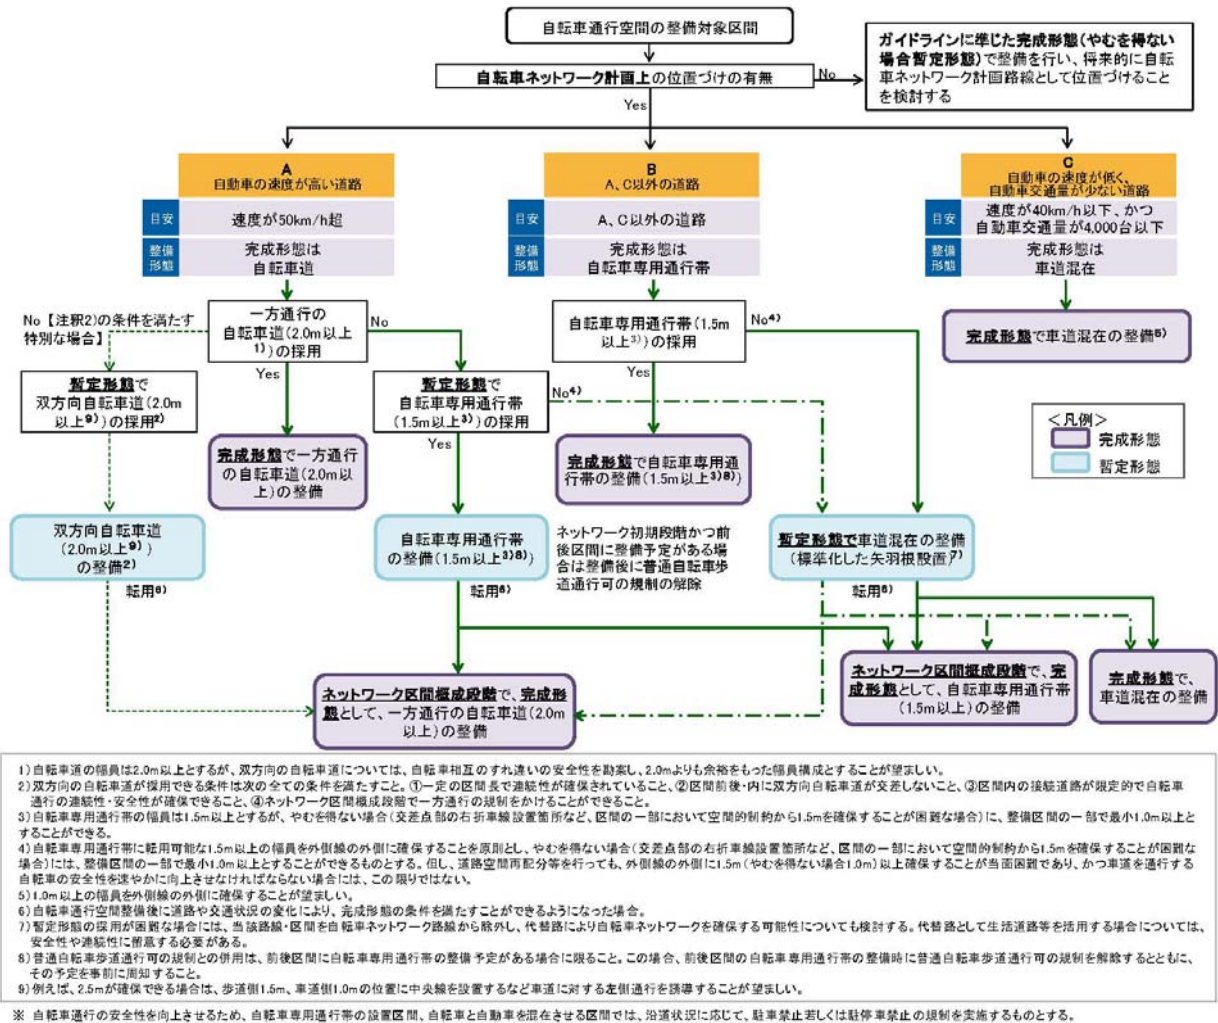 自転車通行空間の整備対象区間
自転車ネットワーク計画上の位置づけの有無
No
ガイドラインに準じた完成形態(やむを得ない
場合暫定形態)で整備を行い、将来的に自転
車ネットワーク計画路線として位置づけること
を検討する
Yes
A
自動車の速度が高い道路
目安
速度が50km/h超
整備
形態
完成形態は
自転車道
B
A、C以外の道路
目安
A、C以外の道路
整備
形態
完成形態は
自転車専用通行帯
C
自動車の速度が低く、
自動車交通量が少ない道路
目安
速度が40km/h以下、かつ
自動車交通量が4,000台以下
整備
形態
完成形態は
車道混在
No【注釈2)の条件を満たす
特別な場合】
一方通行の
自転車道(2.0m以上
1))の採用
No
Yes
自転車専用通行帯(1.5m
以上3))の採用
No4)
Yes
完成形態で車道混在の整備5)
暫定形態で
双方向自転車道(2.0m
以上9))の採用2)
暫定形態で
自転車専用通行帯
(1.5m以上3))の採用
No4)
Yes
完成形態で一方通行
の自転車道(2.0m以
上)の整備
完成形態で自転車専用通
行帯の整備(1.5m以上3)8))
<凡例>
完成形態
暫定形態
双方向自転車道
(2.0m以上9))
の整備2)
転用6)
自転車専用通行帯
の整備(1.5m以上3)8))
転用6)
ネットワーク初期段階かつ前
後区間に整備予定がある場
合は整備後に普通自転車歩
道通行可の規制の解除
暫定形態で車道混在の整備
(標準化した矢羽根設置)7)
転用6)
ネットワーク区間概成段階で、完成形
態として、一方通行の自転車道(2.0m
以上)の整備
ネットワーク区間概成段階で、完
成形態として、自転車専用通行帯
(1.5m以上)の整備
完成形態で、
車道混在の整備
1)自転車道の幅員は2.0m以上とするが、双方向の自転車道については、自転車相互のすれ違いの安全性を勘案し、2.0mよりも余裕をもった幅員構成とすることが望ましい。
2)双方向の自転車道が採用できる条件は次の全ての条件を満たすこと。①一定の区間長で連続性が確保されていること、②区間前後・内に双方向自転車道が交差しないこと、③区間内の接続道路が限定的で自転車
通行の連続性・安全性が確保できること、④ネットワーク区間概成段階で一方通行の規制をかけることができること。
3)自転車専用通行帯の幅員は1.5m以上とするが、やむを得ない場合(交差点部の右折車線設置箇所など、区間の一部において空間的制約から1.5mを確保することが困難な場合)に、整備区間の一部で最小1.0m以上と
することができる。
4)自転車専用通行帯に転用可能な1.5m以上の幅員を外側線の外側に確保することを原則とし、やむを得ない場合(交差点部の右折車線設置箇所など、区間の一部において空間的制約から1.5mを確保することが困難な
場合)には、整備区間の一部で最小1.0m以上とすることができるものとする。但し、道路空間再配分等を行っても、外側線の外側に1.5m(やむを得ない場合1.0m)以上確保することが当面困難であり、かつ車道を通行する
自転車の安全性を速やかに向上させなければならない場合には、この限りではない。
5)1.0m以上の幅員を外側線の外側に確保することが望ましい。
6)自転車通行空間整備後に道路や交通状況の変化により、完成形態の条件を満たすことができるようになった場合。
7)暫定形態の採用が困難な場合には、当該路線・区間を自転車ネットワーク路線から除外し、代替路により自転車ネットワークを確保する可能性についても検討する。代替路として生活道路等を活用する場合については、
安全性や連続性に留意する必要がある。
8)普通自転車歩道通行可の規制との併用は、前後区間に自転車専用通行帯の整備予定がある場合に限ること。この場合、前後区間の自転車専用通行帯の整備時に普通自転車歩道通行可の規制を解除するとともに、
その予定を事前に周知すること。
9)例えば、2.5mが確保できる場合は、歩道側1.5m、車道側1.0mの位置に中央線を設置するなど車道に対する左側通行を誘導することが望ましい。
※ 自転車通行の安全性を向上させるため、自転車専用通行帯の設置区間、自転車と自動車を混在させる区間では、沿道状況に応じて、駐車禁止若しくは駐停車禁止の規制を実施するものとする。